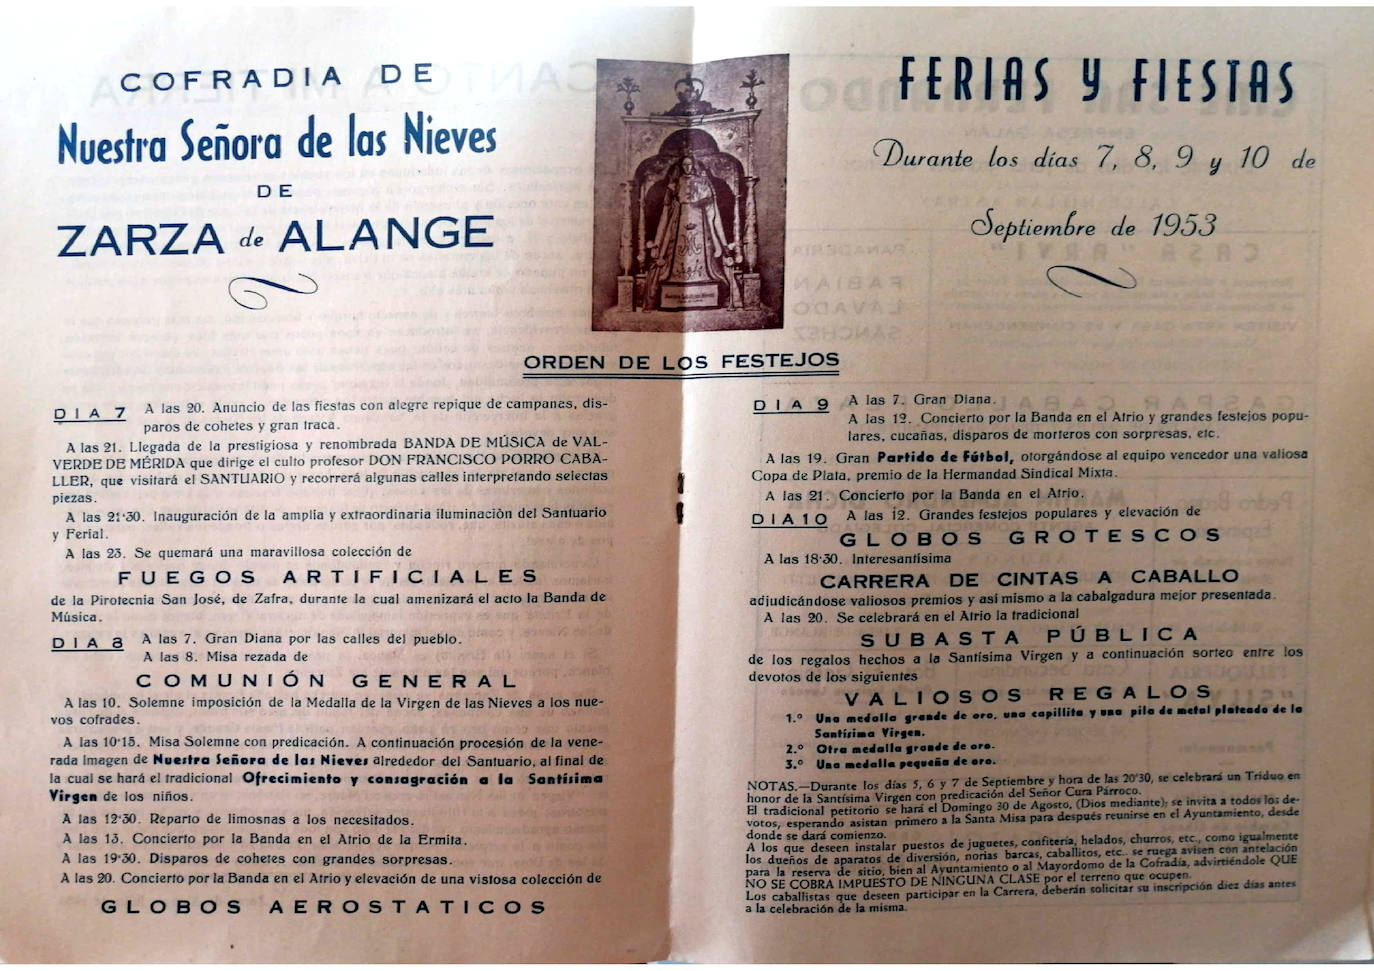 COFRADIA DE
Nuestra Señora de las Nieves
DE
ZARZA de ALANGE
FERIAS Y FIESTAS
Durante los días 7, 8, 9 y 10 de
Septiembre de 1953
ORDEN DE LOS FESTEJOS
DIA 7 A las 20. Anuncio de las fiestas con alegre repique de campanas, dis-
paros de cohetes y gran traca.
A las 21. Llegada de la prestigiosa y renombrada BANDA DE MÚSICA de VAL-
VERDE DE MÉRIDA que dirige el culto profesor DON FRANCISCO PORRO CABA-
LLER, que visitará el SANTUARIO y recorrerá algunas calles interpretando selectas
piezas.
A las 21'30. Inauguración de la amplia y extraordinaria iluminación del Santuario
y Ferial.
A las 23. Se quemará una maravillosa colección de
FUEGOS ARTIFICIALES
de la Pirotecnia San José, de Zafra, durante la cual amenizará el acto la Banda de
Música.
DIA 8 A las 7. Gran Diana por las calles del pueblo.
A las 8. Misa rezada de
COMUNIÓN GENERAL
A las 10. Solemne imposición de la Medalla de la Virgen de las Nieves a los nue-
vos cofrades.
A las 10'15. Misa Solemne con predicación. A continuación procesión de la vene-
rada Imagen de Nuestra Señora de las Nieves alrededor del Santuario, al final de
la cual se hará el tradicional Ofrecimiento y consagración a la Santísima
Virgen de los niños.
A las 12'30. Reparto de limosnas a los necesitados.
A las 13. Concierto por la Banda en el Atrio de la Ermita.
A las 19'30. Disparos de cohetes con grandes sorpresas.
A las 20. Concierto por la Banda en el Atrio y elevación de una vistosa colección de
GLOBOS AEROSTATICOS
DIA 9 A las 7. Gran Diana.
A las 12. Concierto por la Banda en el Atrio y grandes festejos popu-
lares, cucañas, disparos de morteros con sorpresas, etc.
A las 19. Gran Partido de fútbol, otorgándose al equipo vencedor una valiosa
Copa de Plata, premio de la Hermandad Sindical Mixta.
A las 21. Concierto por la Banda en el Atrio.
DIA 10 A las 12. Grandes festejos populares y elevación de
GLOBOS GROTESCOS
A las 18'30. Interesantísima
CARRERA DE CINTAS A CABALLO
adjudicándose valiosos premios y así mismo a la cabalgadura mejor presentada.
A las 20. Se celebrará en el Atrio la tradicional
SUBASTA PÚBLICA
de los regalos hechos a la Santísima Virgen y a continuación sorteo entre los
devotos de los siguientes
VALIOSOS REGALOS
1.º Una medalla grande de oro, una capillita y una pila de metal plateado de la
Santísima Virgen.
2.º Otra medalla grande de oro.
3.º Una medalla pequeña de oro.
NOTAS.—Durante los días 5, 6 y 7 de Septiembre y hora de las 20'30, se celebrará un Triduo en
honor de la Santísima Virgen con predicación del Señor Cura Párroco.
El tradicional petitorio se hará el Domingo 30 de Agosto, (Dios mediante); se invita a todos los de-
votos, esperando asistan primero a la Santa Misa para después reunirse en el Ayuntamiento, desde
donde se dará comienzo.
A los que deseen instalar puestos de juguetes, confitería, helados, churros, etc., como igualmente
los dueños de aparatos de diversión, norias barcas, caballitos, etc.. se ruega avisen con antelación
para la reserva de sitio, bien al Ayuntamiento o al Mayordomo de la Cofradía, advirtiéndole QUE
NO SE COBRA IMPUESTO DE NINGUNA CLASE por el terreno que ocupen.
Los caballistas que deseen participar en la Carrera, deberán solicitar su inscripción diez días antes
a la celebración de la misma.